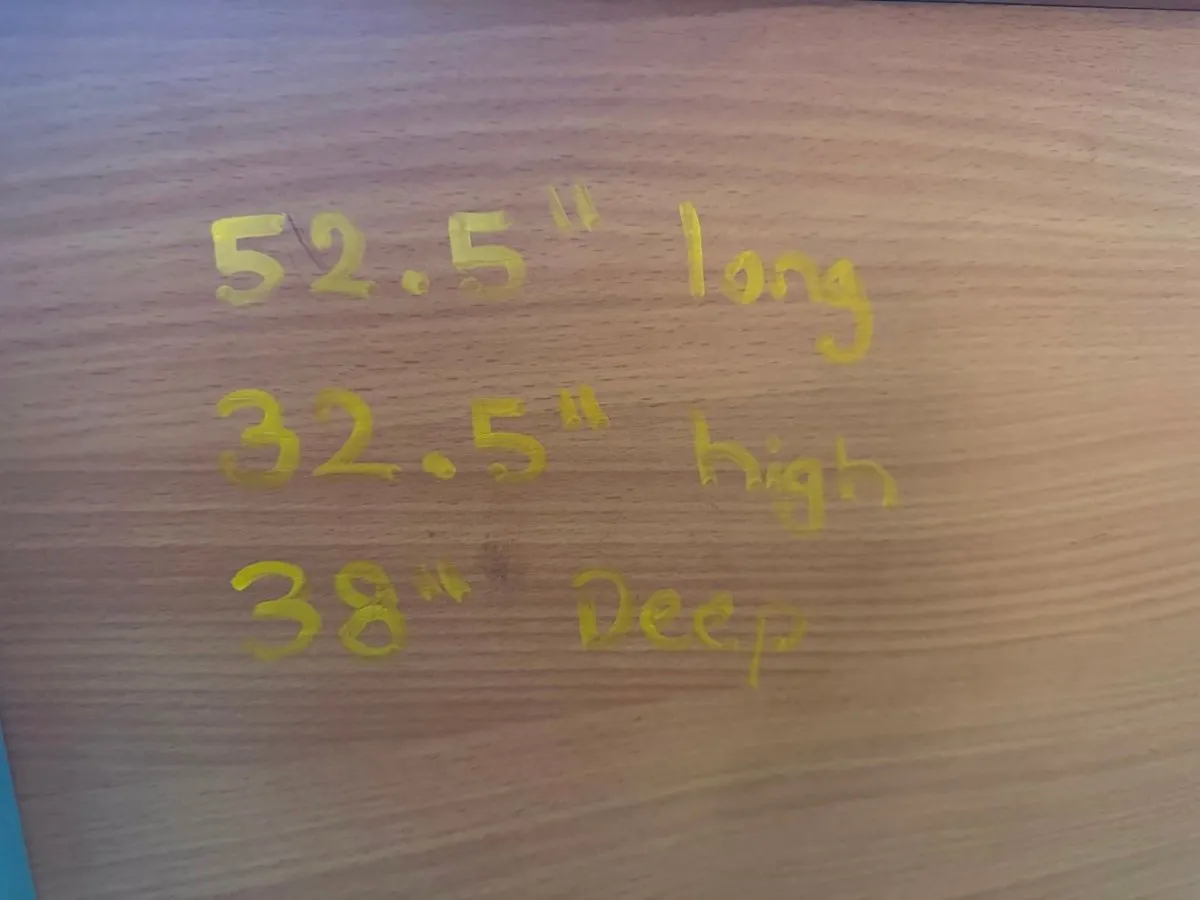 52.5" long
32.5" high
38" Deep